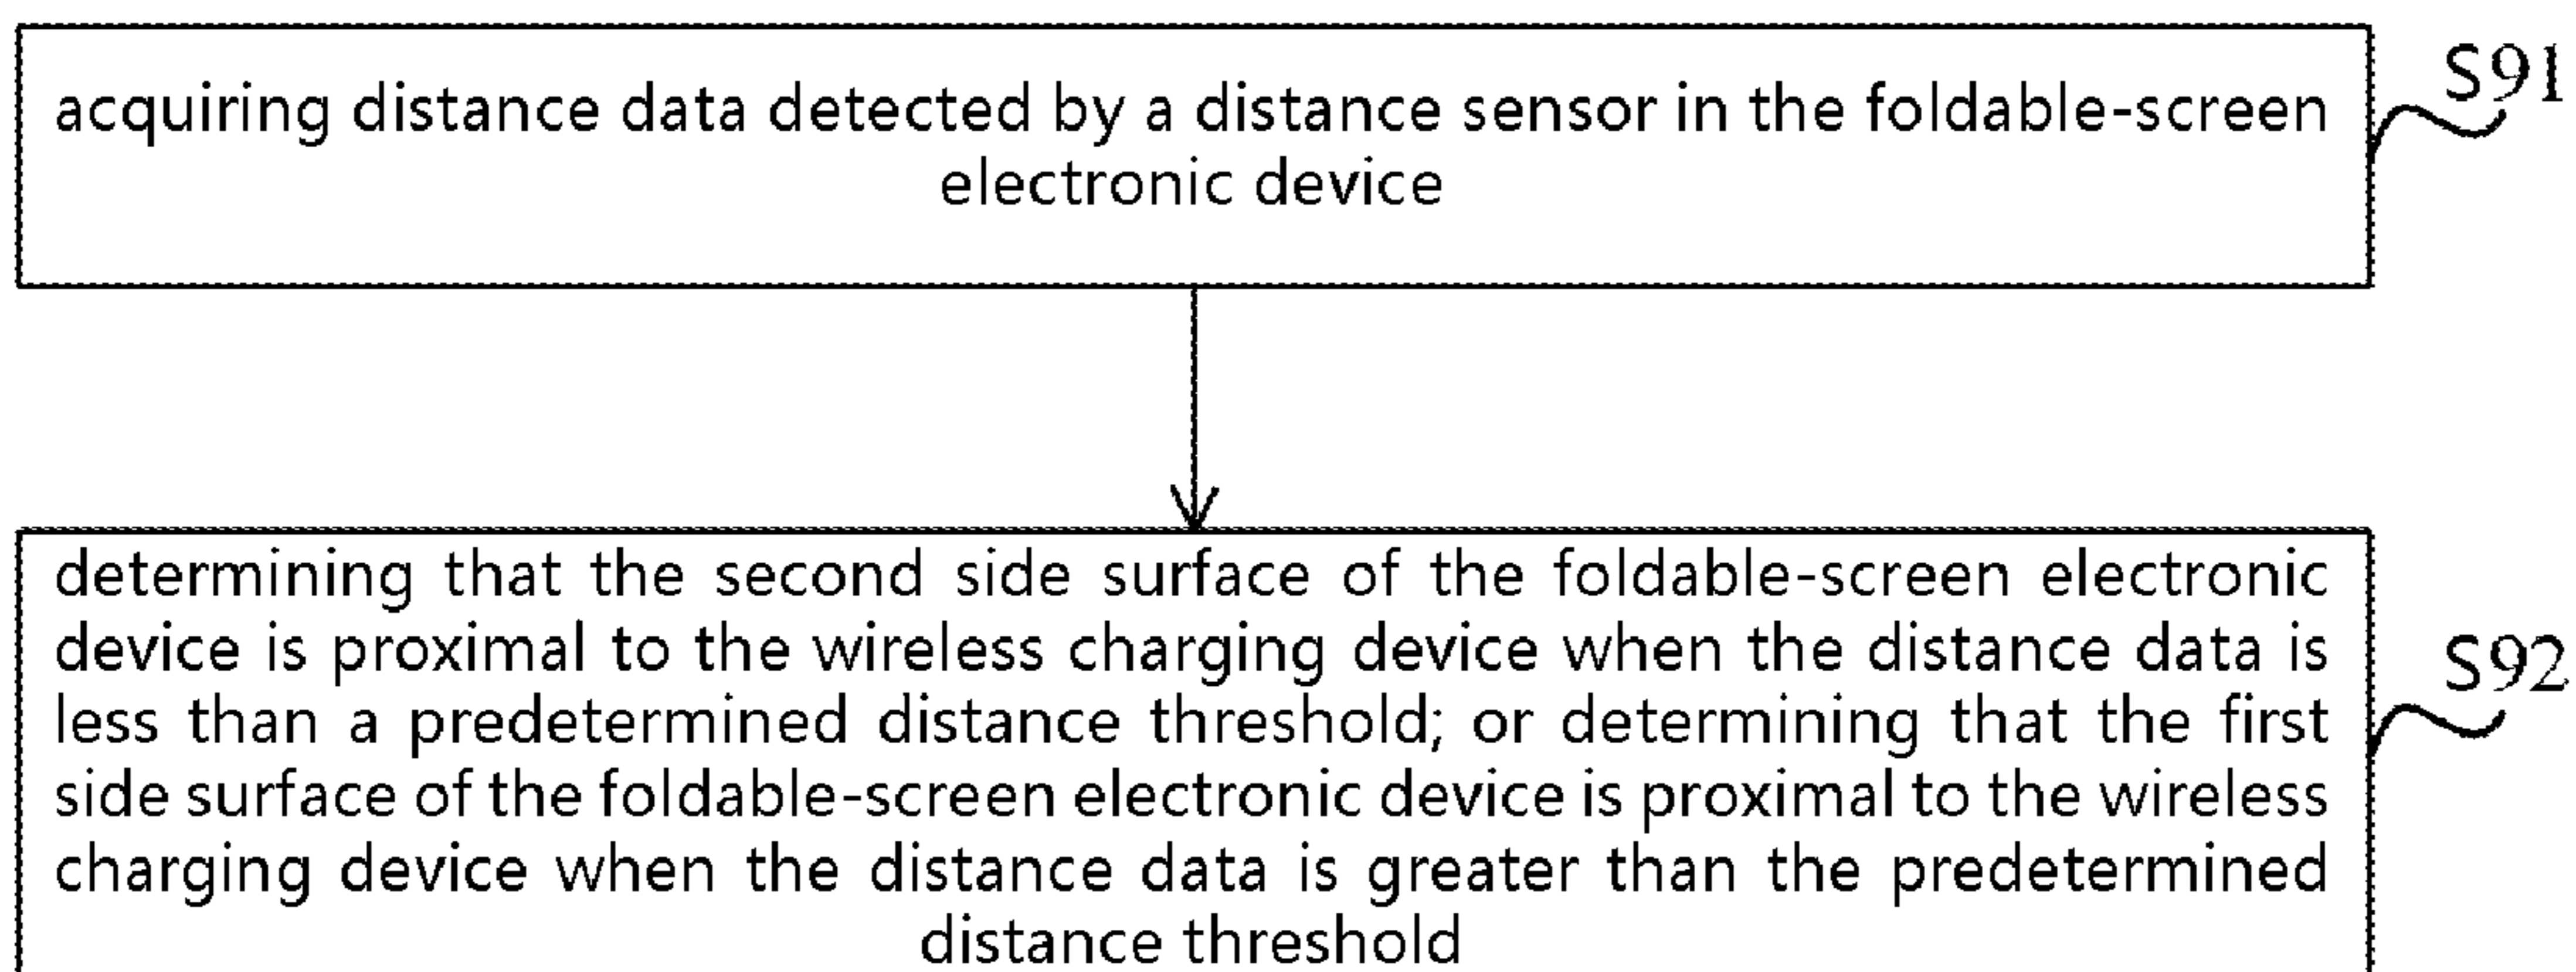 acquiring distance data detected by a distance sensor in the foldable-screen
electronic device
S91
determining that the second side surface of the foldable-screen electronic
device is proximal to the wireless charging device when the distance data is
less than a predetermined distance threshold; or determining that the first
side surface of the foldable-screen electronic device is proximal to the wireless
charging device when the distance data is greater than the predetermined
distance threshold
S92